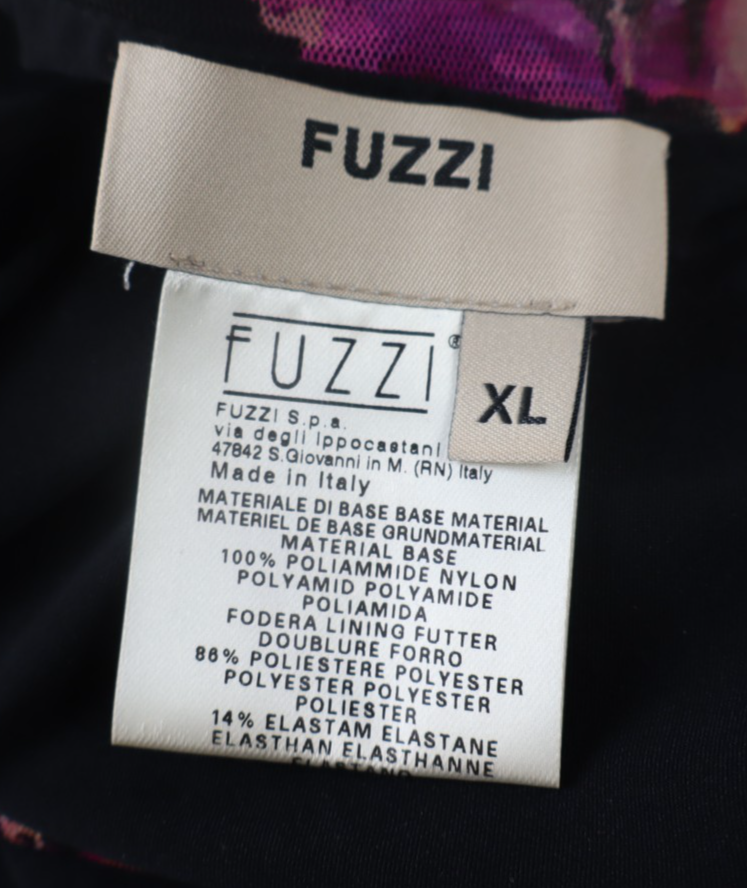 FUZZI
FUZZI®
XL
FUZZI S.p.a.
via degli Ippocastani
47842 S.Giovanni in M. (RN) Italy
Made in Italy
MATERIALE DI BASE BASE MATERIAL
MATERIEL DE BASE GRUNDMATERIAL
MATERIAL BASE
100% POLIAMMIDE NYLON
POLYAMID POLYAMIDE
POLIAMIDA
FODERA LINING FUTTER
DOUBLURE FORRO
86% POLIESTERE POLYESTER
POLYESTER POLYESTER
POLIESTER
14% ELASTAM ELASTANE
ELASTHAN ELASTHANNE